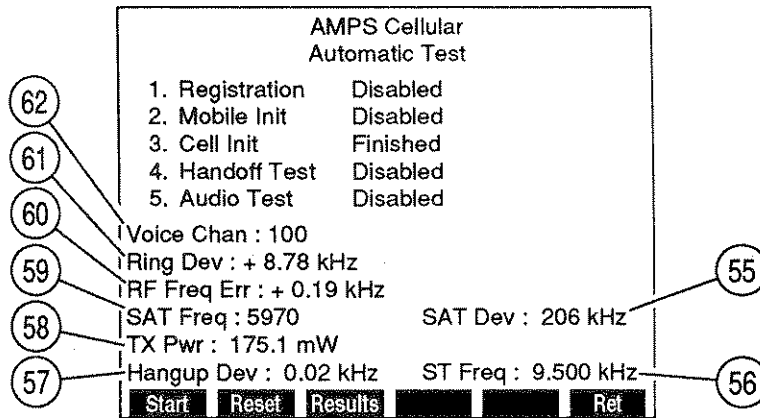 AMPS Cellular
Automatic Test
1. Registration Disabled
2. Mobile Init Disabled
3. Cell Init Finished
4. Handoff Test Disabled
5. Audio Test Disabled
62
61
60
59
58
57
Voice Chan : 100
Ring Dev : + 8.78 kHz
RF Freq Err : + 0.19 kHz
SAT Freq : 5970 SAT Dev : 206 kHz
TX Pwr : 175.1 mW
Hangup Dev : 0.02 kHz ST Freq : 9.500 kHz
55
56
Start Reset Results Ret